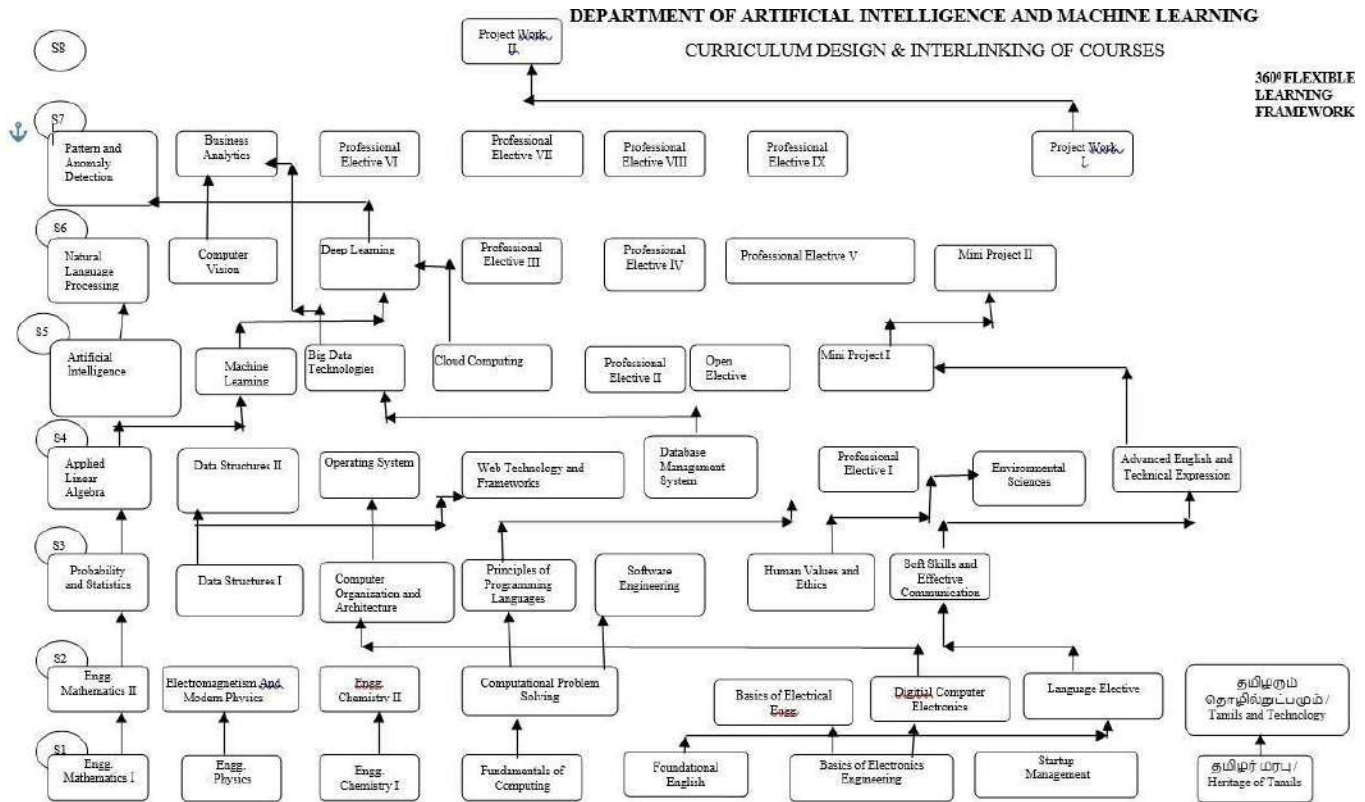 DEPARTMENT OF ARTIFICIAL INTELLIGENCE AND MACHINE LEARNING
CURRICULUM DESIGN & INTERLINKING OF COURSES
360⁰ FLEXIBLE
LEARNING
FRAMEWORK
S8
Project Work
II
S7
Pattern and
Anomaly
Detection
Business
Analytics
Professional
Elective VI
Professional
Elective VII
Professional
Elective VIII
Professional
Elective IX
Project Work
I
S6
Natural
Language
Processing
Computer
Vision
Deep Learning
Professional
Elective III
Professional
Elective IV
Professional Elective V
Mini Project II
S5
Artificial
Intelligence
Machine
Learning
Big Data
Technologies
Cloud Computing
Professional
Elective II
Open
Elective
Mini Project I
S4
Applied
Linear
Algebra
Data Structures II
Operating System
Web Technology and
Frameworks
Database
Management
System
Professional
Elective I
Environmental
Sciences
Advanced English and
Technical Expression
S3
Probability
and Statistics
Data Structures I
Computer
Organization and
Architecture
Principles of
Programming
Languages
Software
Engineering
Human Values and
Ethics
Soft Skills and
Effective
Communication
S2
Engg.
Mathematics II
Electromagnetism And
Modern Physics
Engg.
Chemistry II
Computational Problem
Solving
Basics of Electrical
Engg
Digitial Computer
Electronics
Language Elective
தமிழரும்
தொழில்நுட்பமும் /
Tamils and Technology
S1
Engg.
Mathematics I
Engg.
Physics
Engg.
Chemistry I
Fundamentals of
Computing
Foundational
English
Basics of Electronics
Engineering
Startup
Management
தமிழர் மரபு /
Heritage of Tamils